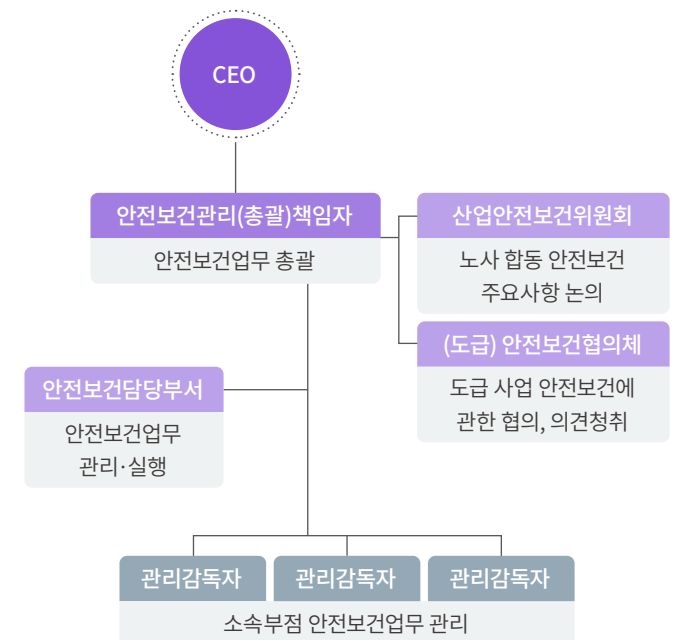 CEO
안전보건관리(총괄)책임자
안전보건업무 총괄
산업안전보건위원회
노사 합동 안전보건
주요사항 논의
(도급) 안전보건협의체
도급 사업 안전보건에
관한 협의, 의견청취
안전보건담당부서
안전보건업무
관리·실행
관리감독자
관리감독자
관리감독자
소속부점 안전보건업무 관리